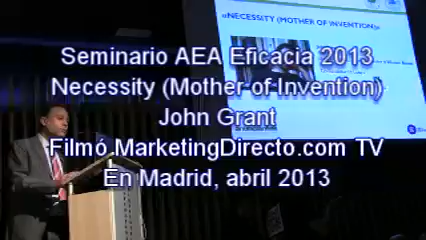 «NECESSITY (MOTHER OF INVENTION)»
Seminario AEA Eficacia 2013
Necessity (Mother of Invention)
John Grant
Filmó MarketingDirecto.com TV
En Madrid, abril 2013